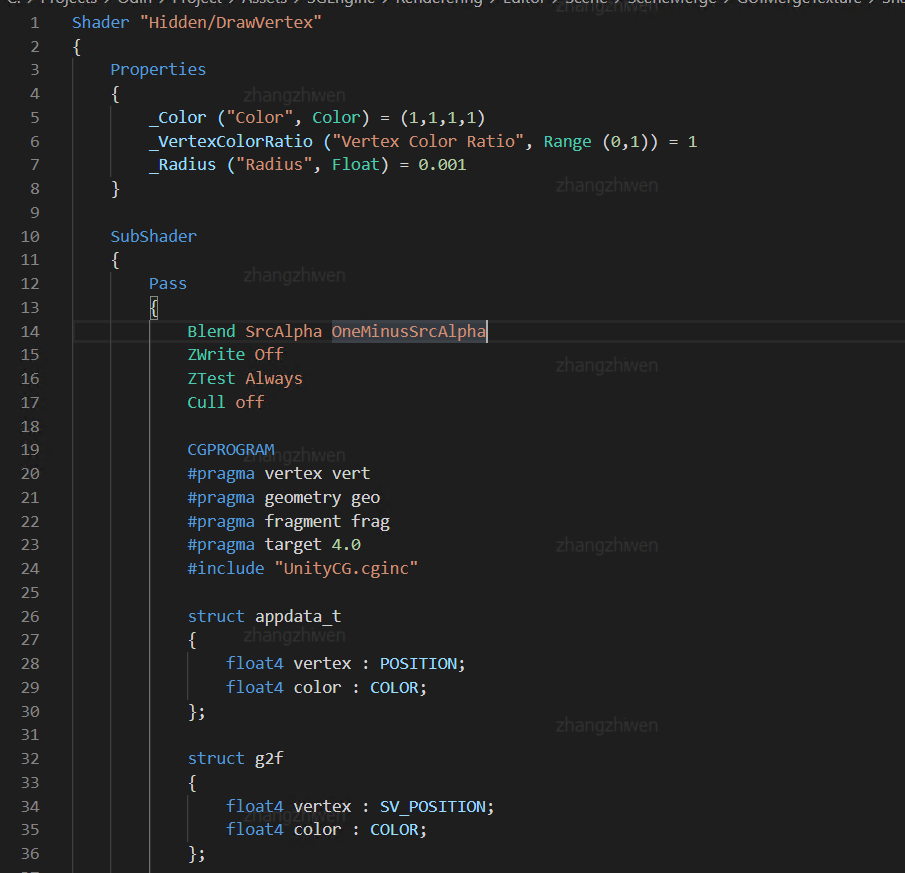 Shader "Hidden/DrawVertex"
{
Properties
{
_Color ("Color", Color) = (1,1,1,1)
_VertexColorRatio ("Vertex Color Ratio", Range (0,1)) = 1
_Radius ("Radius", Float) = 0.001
}
SubShader
{
Pass
{
Blend SrcAlpha OneMinusSrcAlpha
ZWrite Off
ZTest Always
Cull off
CGPROGRAM
#pragma vertex vert
#pragma geometry geo
#pragma fragment frag
#pragma target 4.0
#include "UnityCG.cginc"
struct appdata_t
{
float4 vertex : POSITION;
float4 color : COLOR;
};
struct g2f
{
float4 vertex : SV_POSITION;
float4 color : COLOR;
};